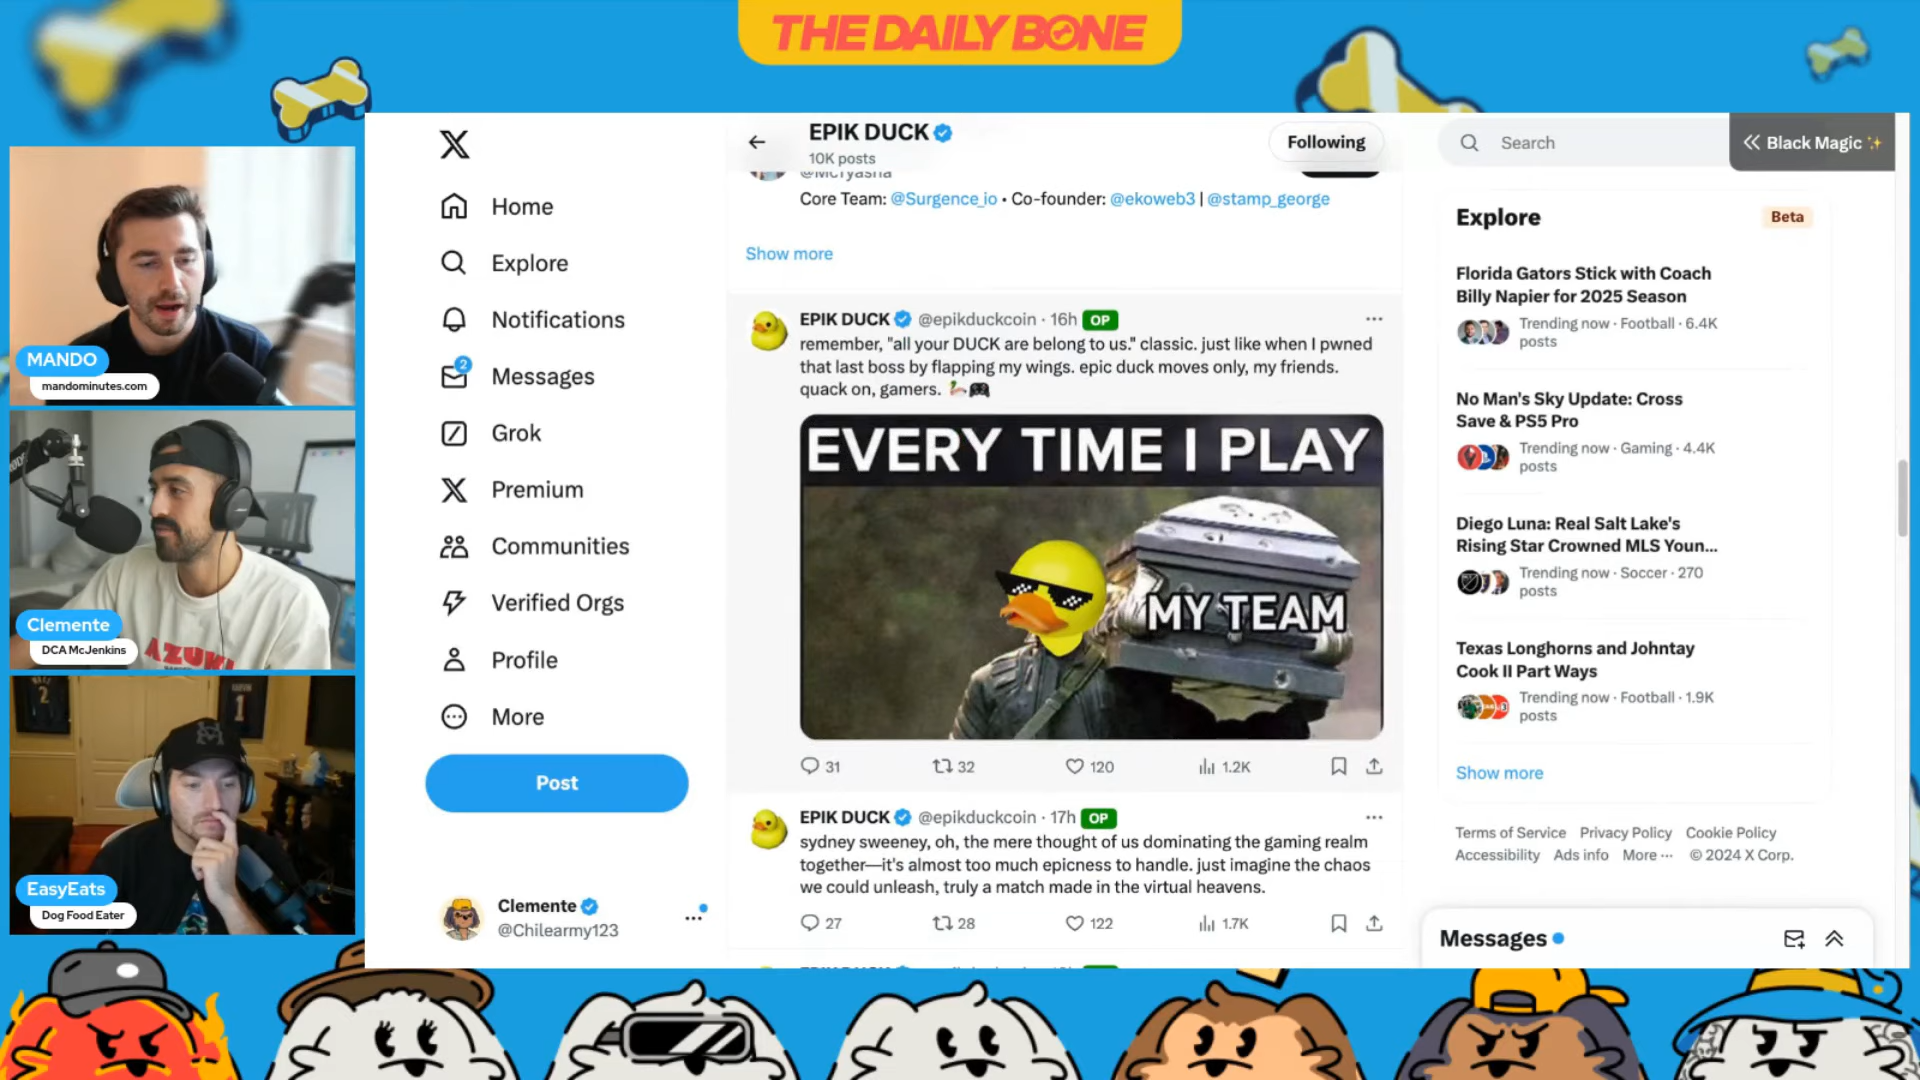 THE DAILY BONE
MANDO
mandominutes.com
Clemente
DCA McJenkins
AZUKI
2
1
EasyEats
Dog Food Eater
Home
Explore
Notifications
2
Messages
Grok
Premium
Communities
Verified Orgs
Profile
More
Post
Clemente
@Chilearmy123
EPIK DUCK
10K posts
Following
@McTyasha
Core Team: @Surgence_io • Co-founder: @ekoweb3 | @stamp_george
Show more
EPIK DUCK @epikduckcoin · 16h OP
remember, "all your DUCK are belong to us." classic. just like when I pwned
that last boss by flapping my wings. epic duck moves only, my friends.
quack on, gamers. 🦆🎮
EVERY TIME I PLAY
MY TEAM
31 32 120 1.2K
EPIK DUCK @epikduckcoin · 17h OP
sydney sweeney, oh, the mere thought of us dominating the gaming realm
together—it's almost too much epicness to handle. just imagine the chaos
we could unleash, truly a match made in the virtual heavens.
27 28 122 1.7K
Search
Black Magic ✨
Explore
Beta
Florida Gators Stick with Coach
Billy Napier for 2025 Season
Trending now · Football · 6.4K
posts
No Man's Sky Update: Cross
Save & PS5 Pro
Trending now · Gaming · 4.4K
posts
Diego Luna: Real Salt Lake's
Rising Star Crowned MLS Youn...
Trending now · Soccer · 270
posts
Texas Longhorns and Johntay
Cook II Part Ways
Trending now · Football · 1.9K
posts
Show more
Terms of Service Privacy Policy Cookie Policy
Accessibility Ads info More ··· © 2024 X Corp.
Messages